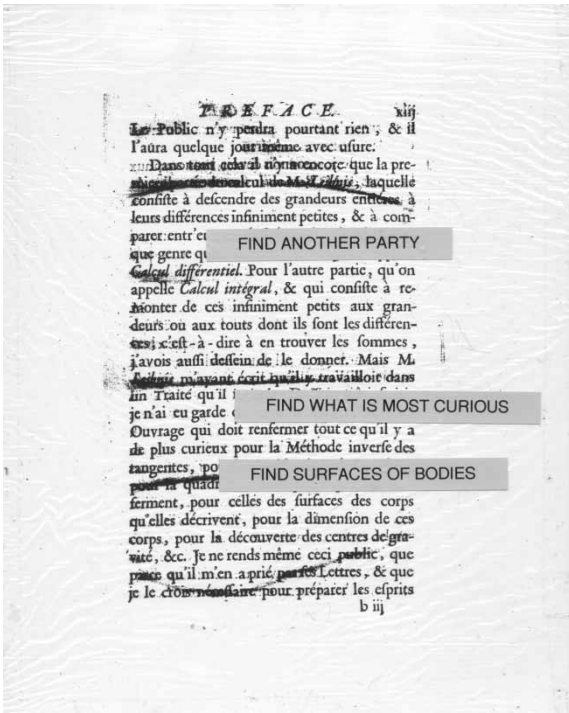 PREFACE. xiij
Le Public n'y perdra pourtant rien, & il
l'aura quelque jour même avec usure.
Dans tout cela il n'y a encore que la pre-
miere partie du calcul de M. Leibnis, laquelle
consiste à descendre des grandeurs entiéres à
leurs différences infiniment petites, & à com-
parer entr'eu
que genre qu
FIND ANOTHER PARTY
Calcul différentiel. Pour l'autre partie, qu'on
appelle Calcul intégral, & qui consiste à re-
monter de ces infiniment petits aux gran-
deurs ou aux touts dont ils sont les différen-
ces, c'est-à-dire à en trouver les sommes,
j'avois aussi dessein de le donner. Mais M.
Leibnis m'ayant écrit qu'il y travailloit dans
un Traité qu'il
je n'ai eu garde
FIND WHAT IS MOST CURIOUS
Ouvrage qui doit renfermer tout ce qu'il y a
de plus curieux pour la Méthode inverse des
tangentes, po
pour la quadr
FIND SURFACES OF BODIES
ferment, pour celles des surfaces des corps
qu'elles décrivent, pour la dimension de ces
corps, pour la découverte des centres de gra-
vité, &c. Je ne rends même ceci public, que
parce qu'il m'en a prié par ses Lettres, & que
je le crois nécessaire pour préparer les esprits
b iij